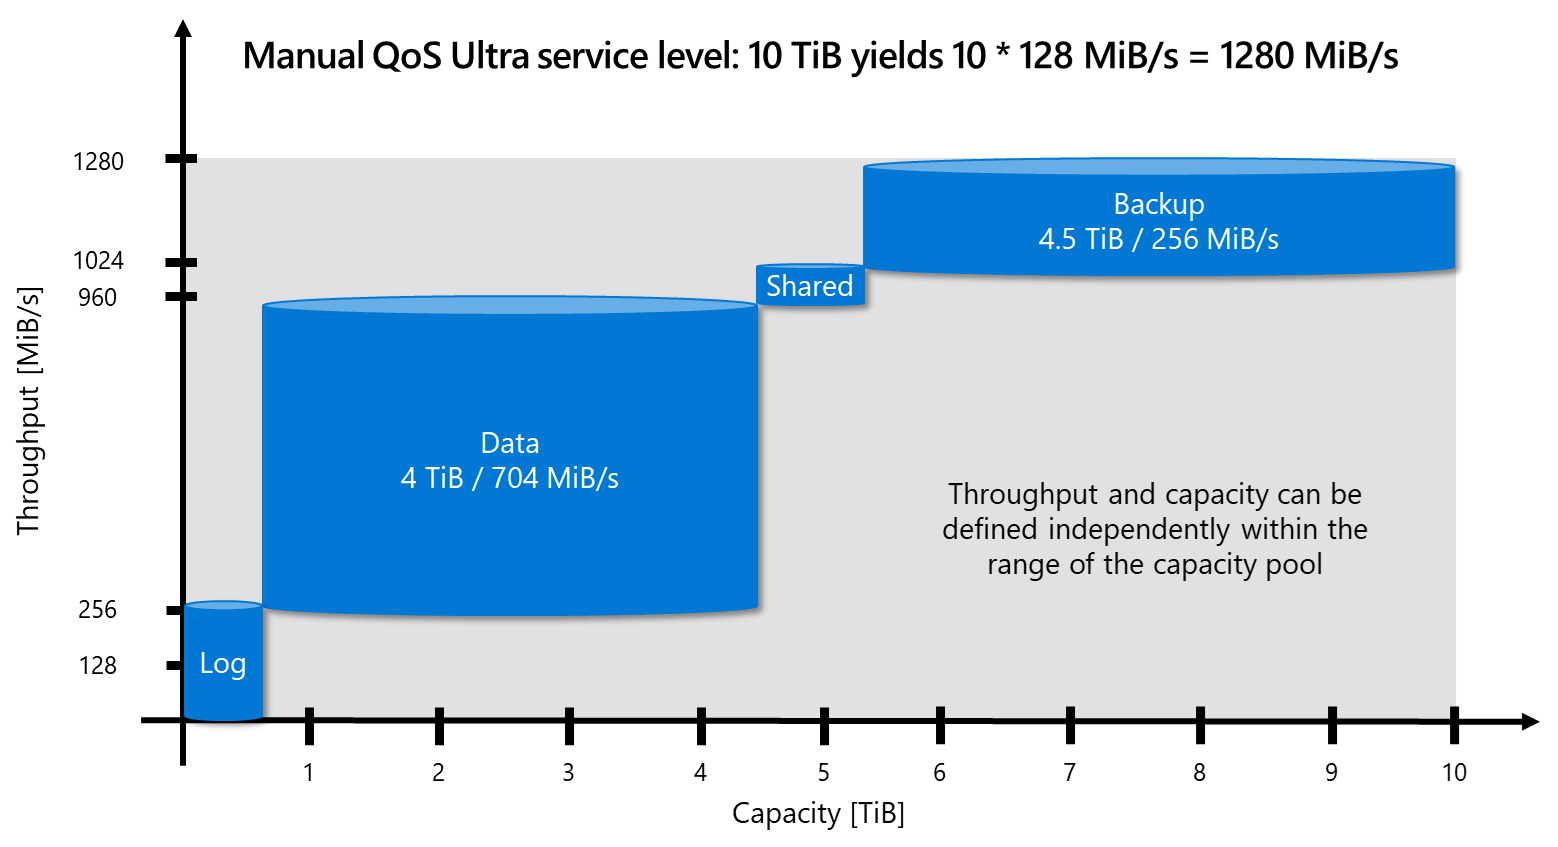 Manual QoS Ultra service level: 10 TiB yields 10 * 128 MiB/s = 1280 MiB/s
1280
1024
960
256
128
Throughput [MiB/s]
Backup
4.5 TiB / 256 MiB/s
Shared
Data
4 TiB / 704 MiB/s
Log
Throughput and capacity can be
defined independently within the
range of the capacity pool
1 2 3 4 5 6 7 8 9 10
Capacity [TiB]